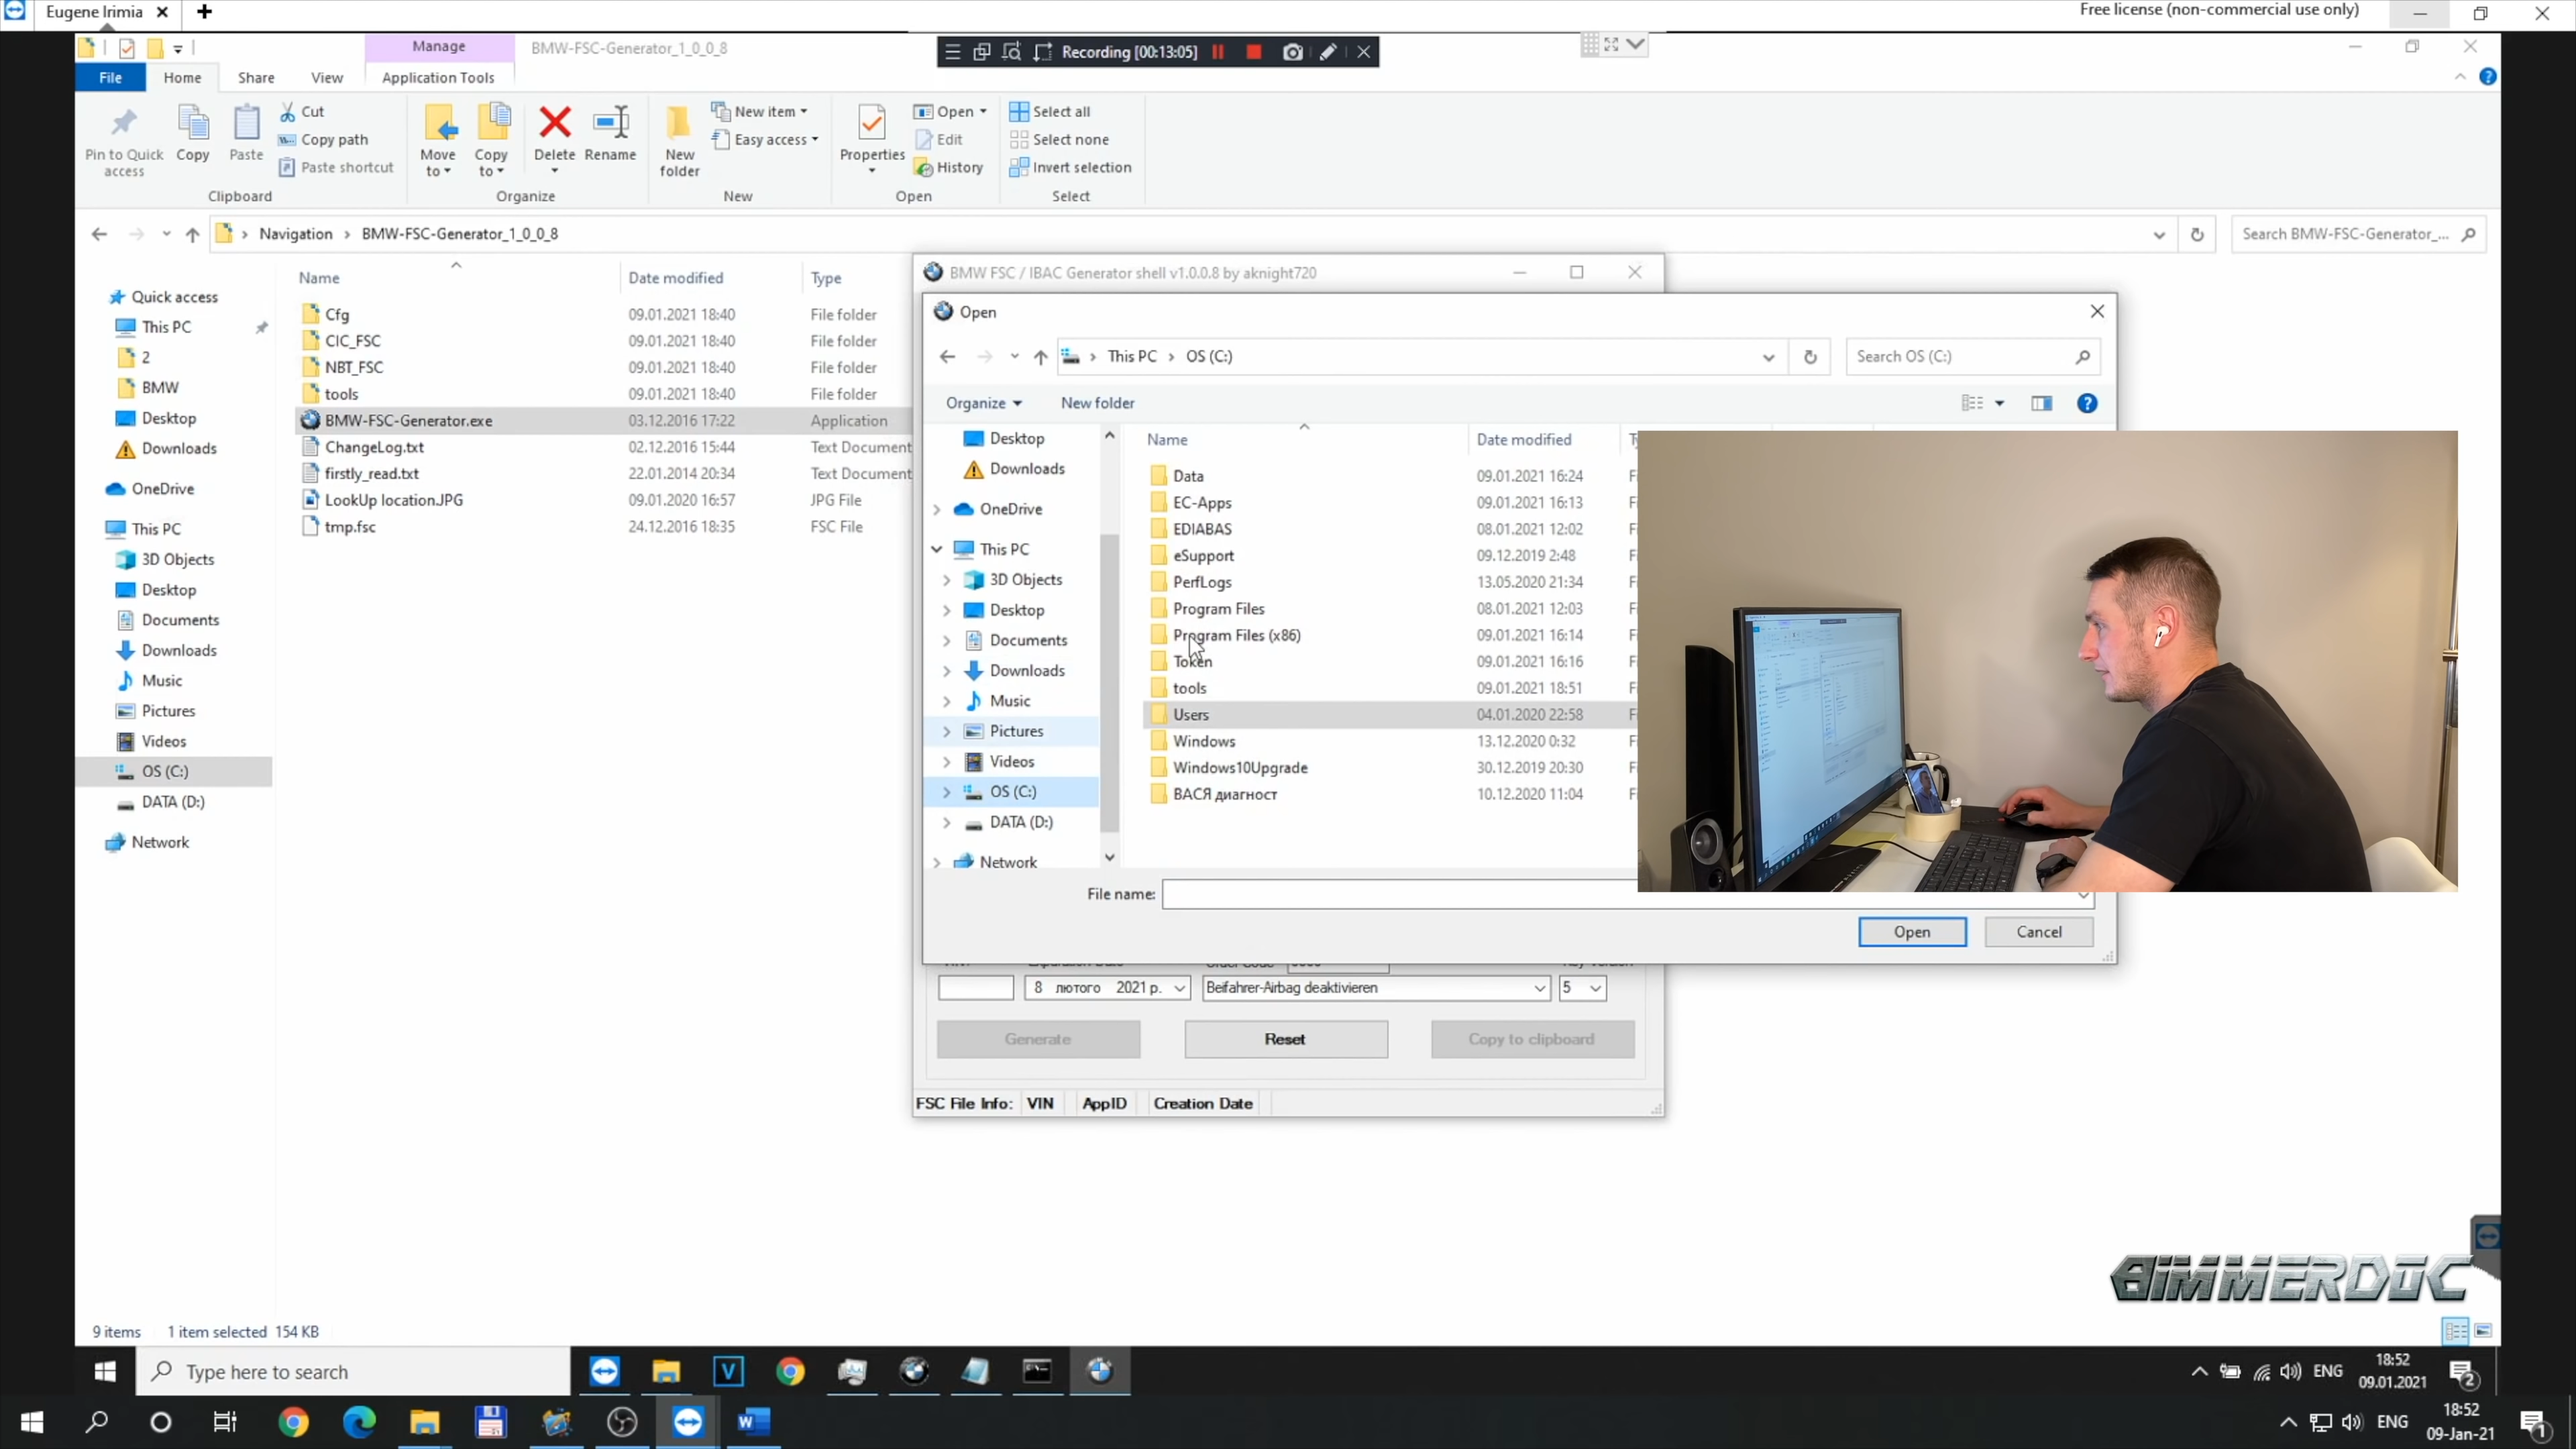 Eugene Irimia
Free license (non-commercial use only)
Manage
BMW-FSC-Generator_1_0_0_8
Recording [00:13:05]
File
Home
Share
View
Application Tools
Pin to Quick access
Copy
Paste
Cut
Copy path
Paste shortcut
Clipboard
Move to
Copy to
Delete
Rename
Organize
New folder
New item
Easy access
New
Properties
Open
Edit
History
Open
Select all
Select none
Invert selection
Select
Navigation
BMW-FSC-Generator_1_0_0_8
Search BMW-FSC-Generator_...
Quick access
This PC
2
BMW
Desktop
Downloads
OneDrive
This PC
3D Objects
Desktop
Documents
Downloads
Music
Pictures
Videos
OS (C:)
DATA (D:)
Network
Name Date modified Type
Cfg 09.01.2021 18:40 File folder
CIC_FSC 09.01.2021 18:40 File folder
NBT_FSC 09.01.2021 18:40 File folder
tools 09.01.2021 18:40 File folder
BMW-FSC-Generator.exe 03.12.2016 17:22 Application
ChangeLog.txt 02.12.2016 15:44 Text Document
firstly_read.txt 22.01.2014 20:34 Text Document
LookUp location.JPG 09.01.2020 16:57 JPG File
tmp.fsc 24.12.2016 18:35 FSC File
BMW FSC / IBAC Generator shell v1.0.0.8 by aknight720
Open
This PC
OS (C:)
Search OS (C:)
Organize
New folder
Desktop
Downloads
OneDrive
This PC
3D Objects
Desktop
Documents
Downloads
Music
Pictures
Videos
OS (C:)
DATA (D:)
Network
Name Date modified
Data 09.01.2021 16:24
EC-Apps 09.01.2021 16:13
EDIABAS 08.01.2021 12:02
eSupport 09.12.2019 2:48
PerfLogs 13.05.2020 21:34
Program Files 08.01.2021 12:03
Program Files (x86) 09.01.2021 16:14
Token 09.01.2021 16:16
tools 09.01.2021 18:51
Users 04.01.2020 22:58
Windows 13.12.2020 0:32
Windows10Upgrade 30.12.2019 20:30
ВАСЯ диагност 10.12.2020 11:04
File name:
Open
Cancel
8 лютого 2021 р.
Beifahrer-Airbag deaktivieren
5
Generate
Reset
Copy to clipboard
FSC File Info: VIN AppID Creation Date
BIMMERDOC
9 items 1 item selected 154 KB
Type here to search
ENG
18:52
09.01.2021
2
ENG
18:52
09-Jan-21
1